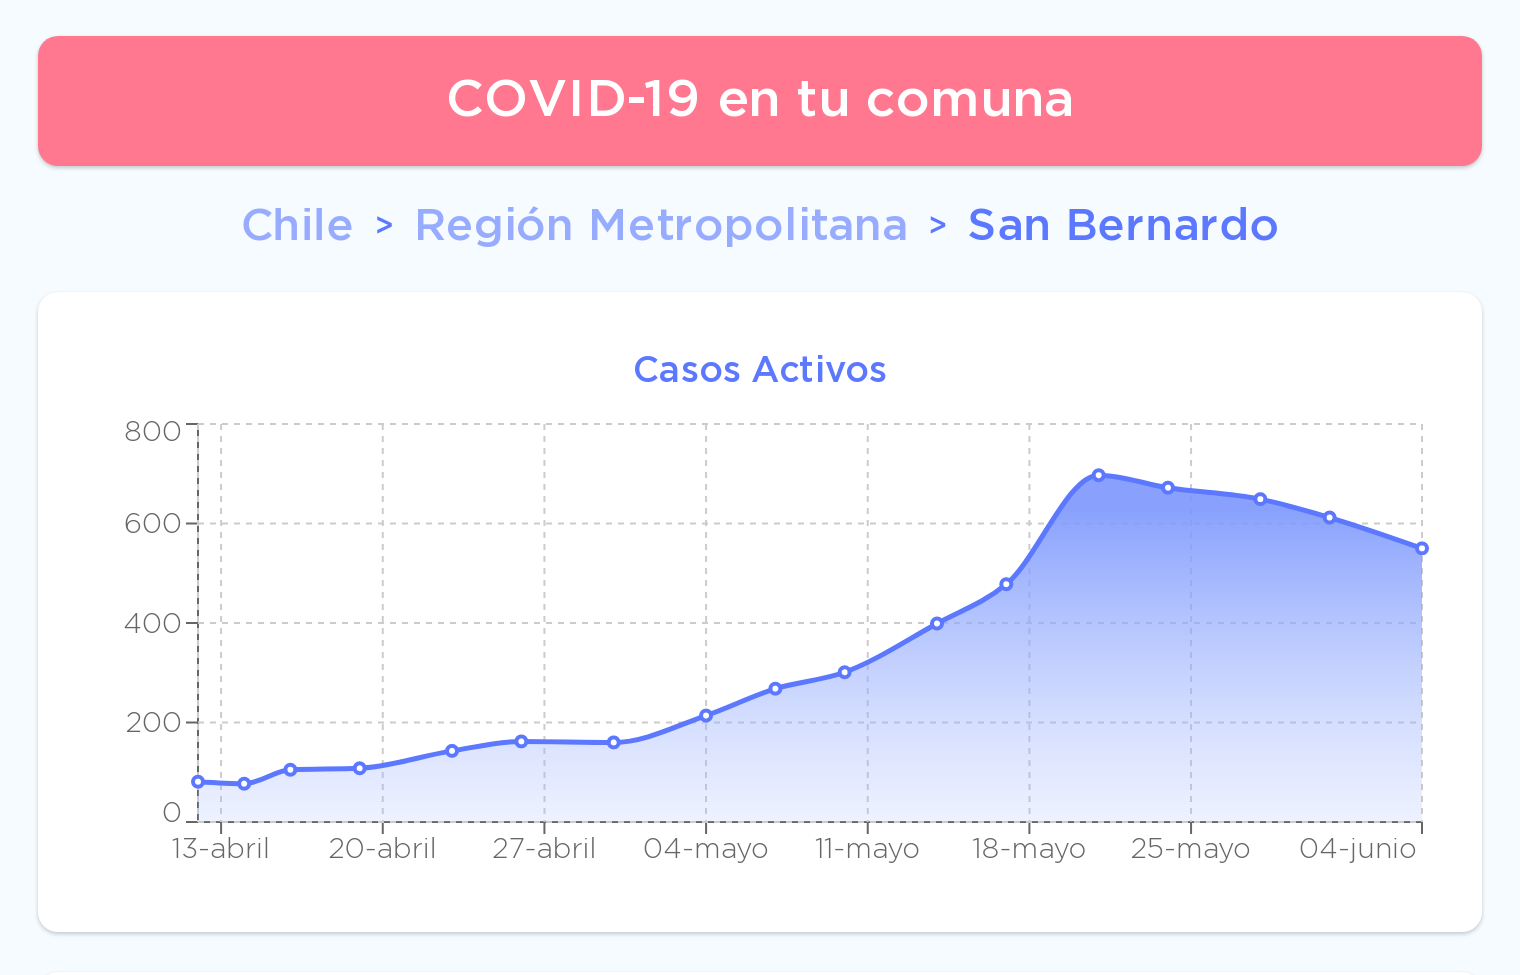 COVID-19 en tu comuna
Chile > Región Metropolitana > San Bernardo
Casos Activos
800
600
400
200
0
13-abril 20-abril 27-abril 04-mayo 11-mayo 18-mayo 25-mayo 04-junio